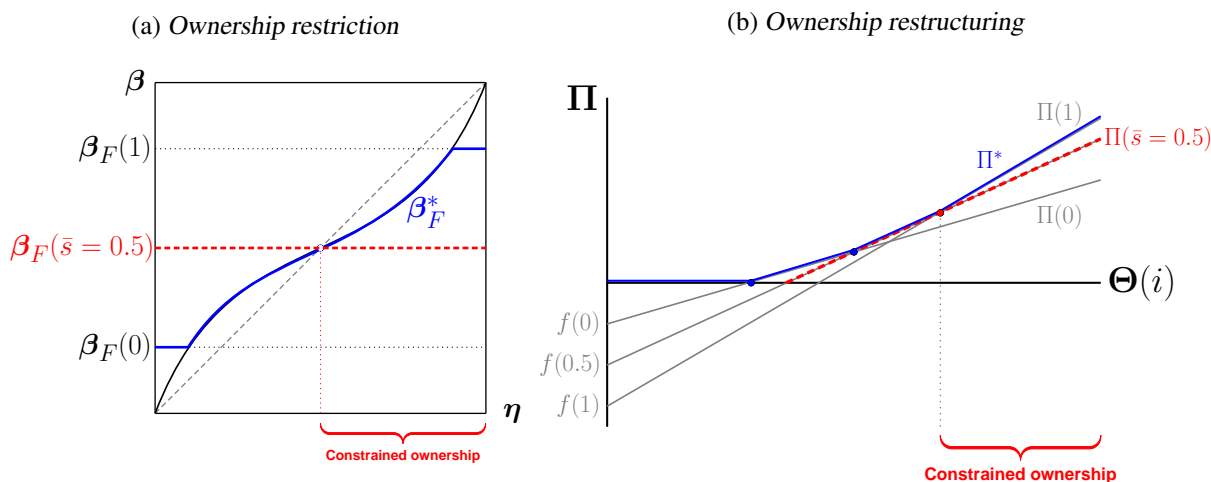 (a) Ownership restriction
β
β_F(1)
β*_F
β_F(s̄ = 0.5)
β_F(0)
η
Constrained ownership
(b) Ownership restructuring
Π
Π(1)
Π(s̄ = 0.5)
Π*
Π(0)
Θ(i)
f(0)
f(0.5)
f(1)
Constrained ownership